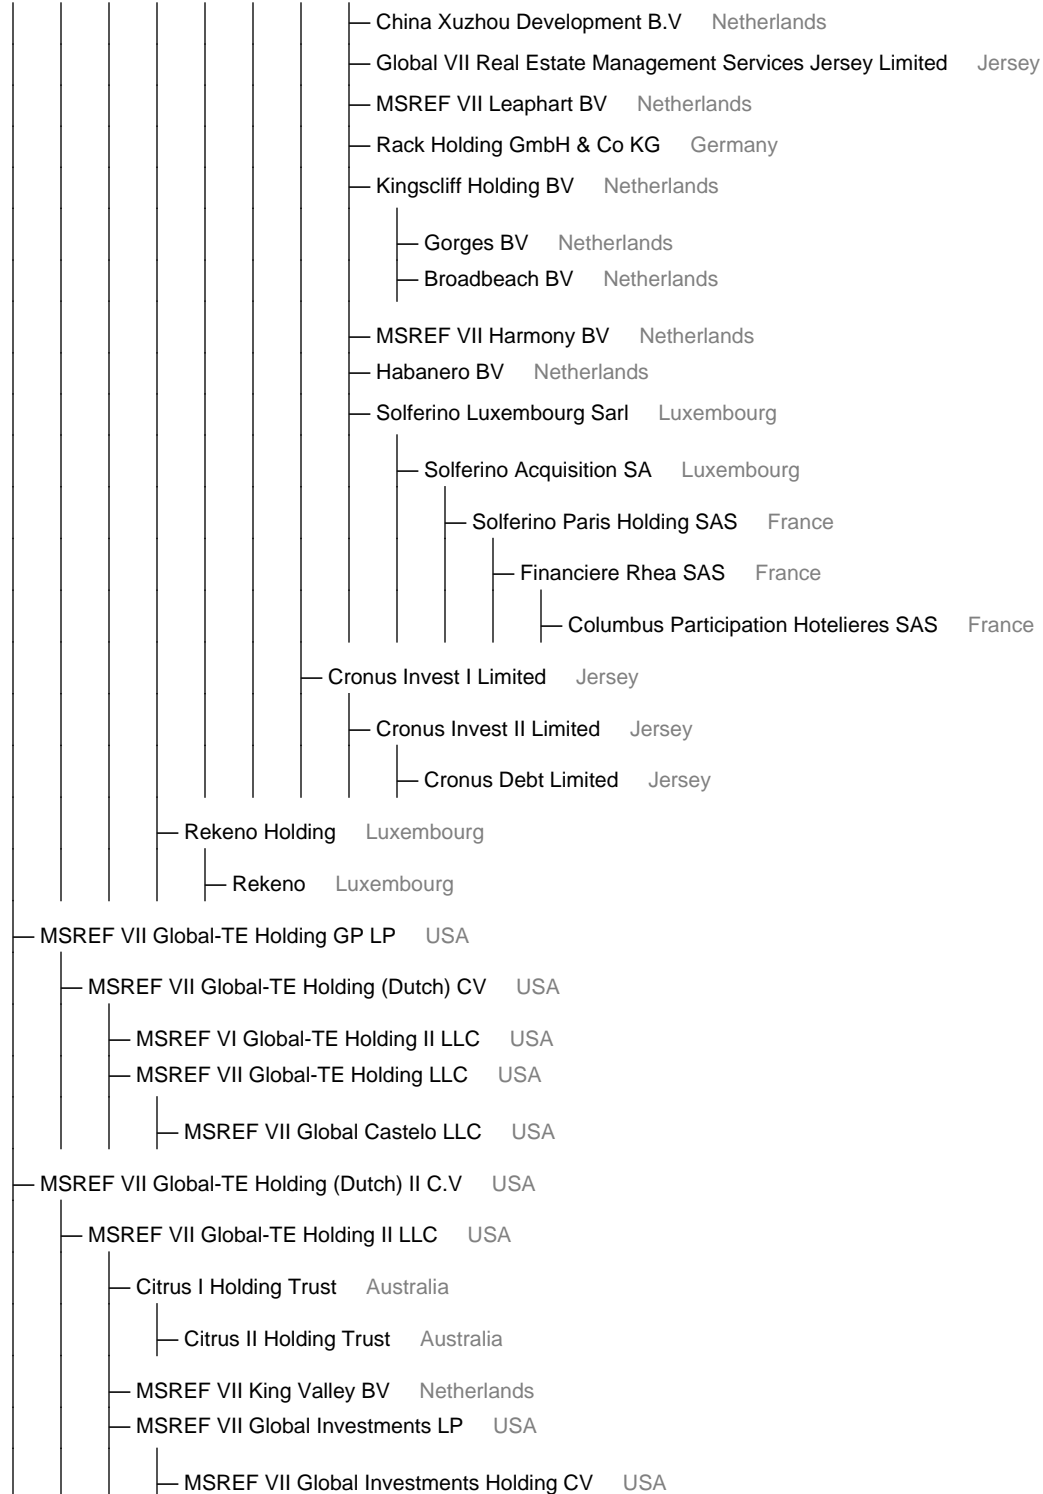 China Xuzhou Development B.V Netherlands
Global VII Real Estate Management Services Jersey Limited Jersey
MSREF VII Leaphart BV Netherlands
Rack Holding GmbH & Co KG Germany
Kingscliff Holding BV Netherlands
Gorges BV Netherlands
Broadbeach BV Netherlands
MSREF VII Harmony BV Netherlands
Habanero BV Netherlands
Solferino Luxembourg Sarl Luxembourg
Solferino Acquisition SA Luxembourg
Solferino Paris Holding SAS France
Financiere Rhea SAS France
Columbus Participation Hotelieres SAS France
Cronus Invest I Limited Jersey
Cronus Invest II Limited Jersey
Cronus Debt Limited Jersey
Rekeno Holding Luxembourg
Rekeno Luxembourg
MSREF VII Global-TE Holding GP LP USA
MSREF VII Global-TE Holding (Dutch) CV USA
MSREF VI Global-TE Holding II LLC USA
MSREF VII Global-TE Holding LLC USA
MSREF VII Global Castelo LLC USA
MSREF VII Global-TE Holding (Dutch) II C.V USA
MSREF VII Global-TE Holding II LLC USA
Citrus I Holding Trust Australia
Citrus II Holding Trust Australia
MSREF VII King Valley BV Netherlands
MSREF VII Global Investments LP USA
MSREF VII Global Investments Holding CV USA